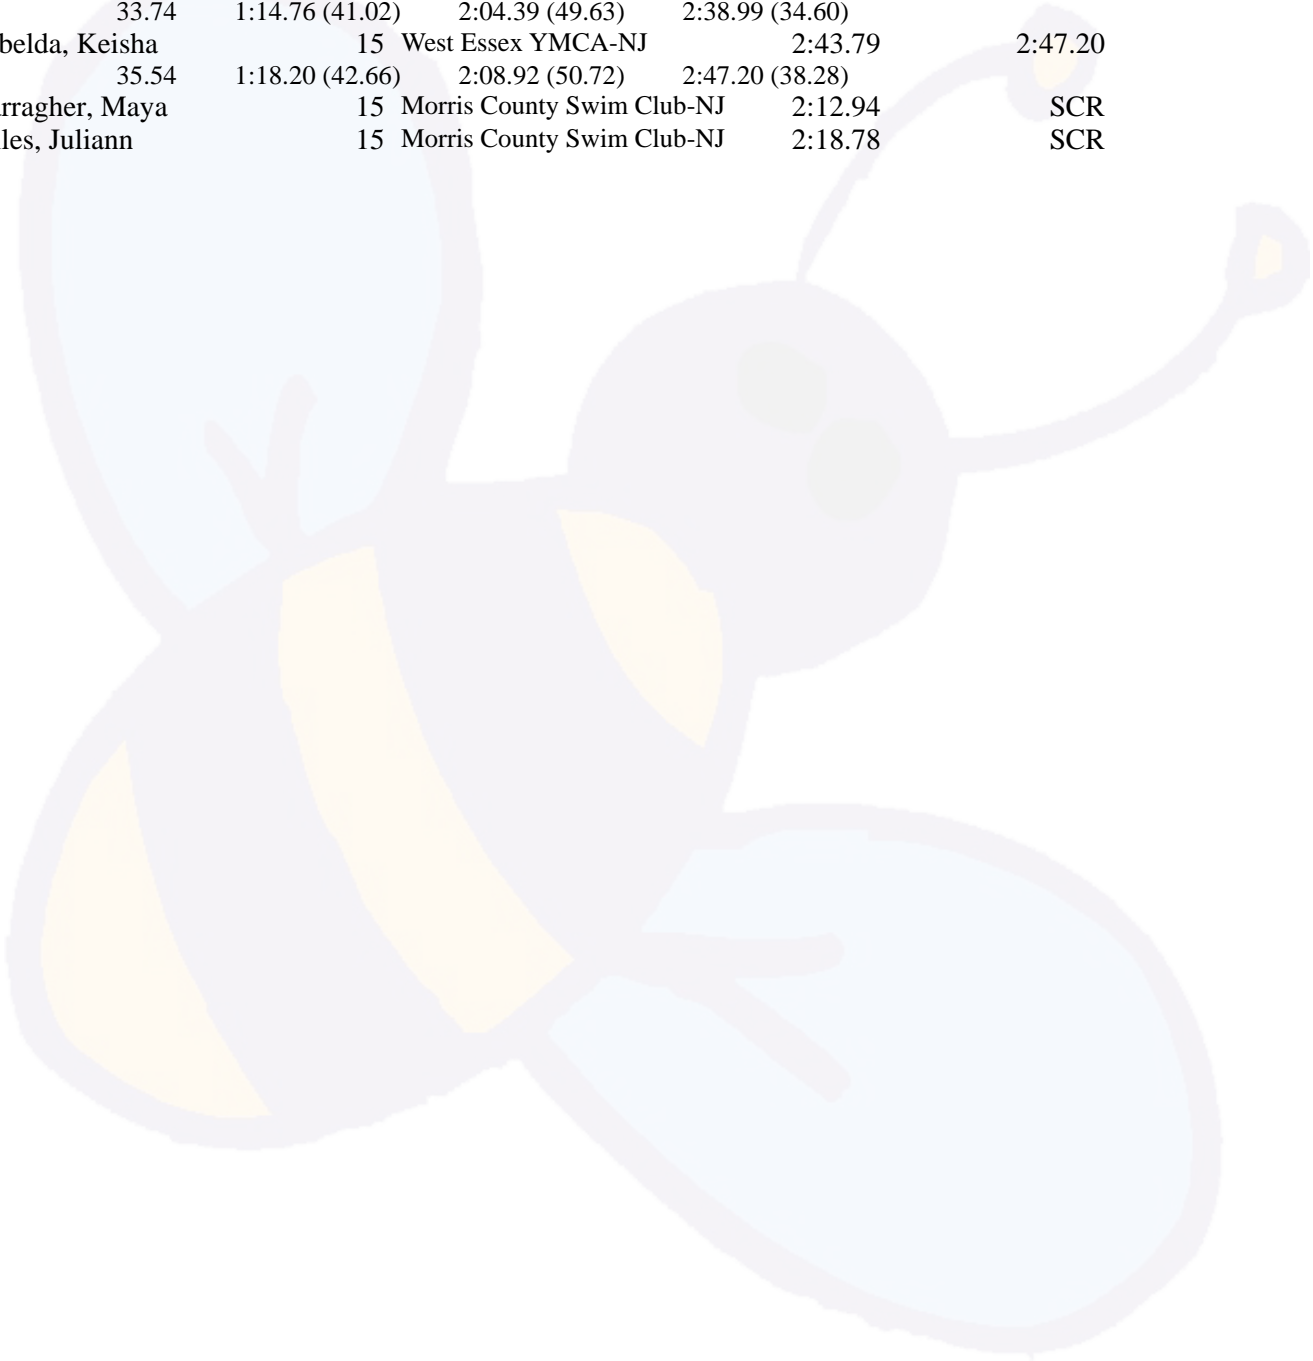 33.74 1:14.76 (41.02) 2:04.39 (49.63) 2:38.99 (34.60)
belda, Keisha 15 West Essex YMCA-NJ 2:43.79 2:47.20
35.54 1:18.20 (42.66) 2:08.92 (50.72) 2:47.20 (38.28)
rragher, Maya 15 Morris County Swim Club-NJ 2:12.94 SCR
les, Juliann 15 Morris County Swim Club-NJ 2:18.78 SCR